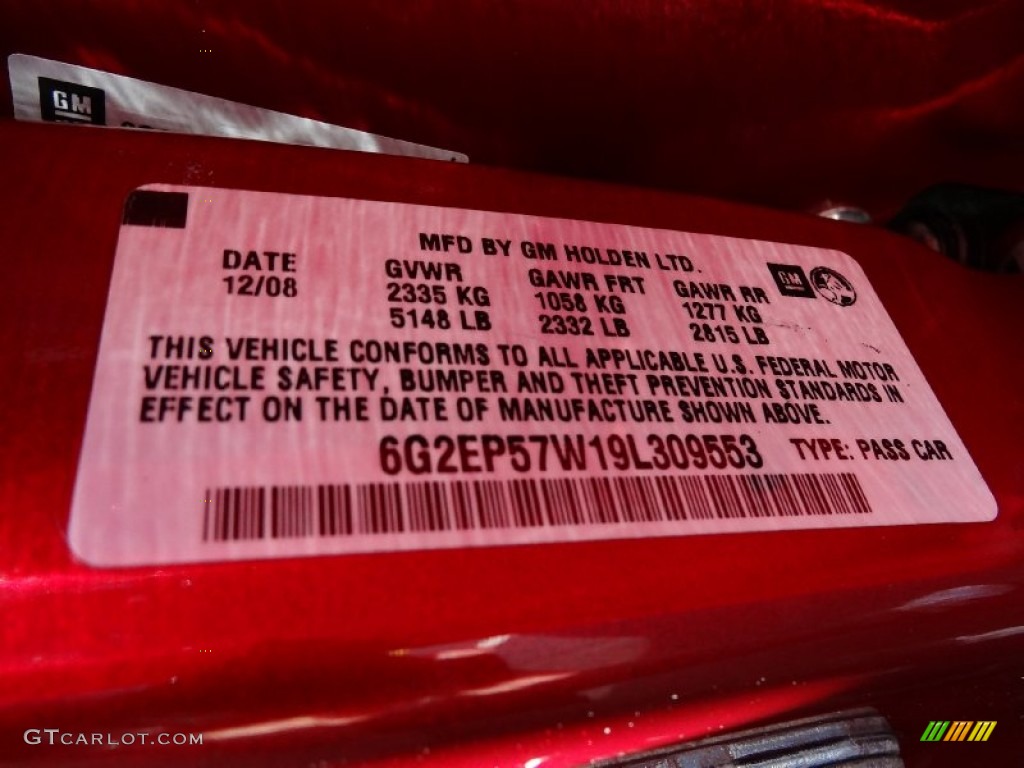 GM
MFD BY GM HOLDEN LTD.
DATE GVWR GAWR FRT GAWR RR GM
12/08 2335 KG 1058 KG 1277 KG
5148 LB 2332 LB 2815 LB
THIS VEHICLE CONFORMS TO ALL APPLICABLE U.S. FEDERAL MOTOR
VEHICLE SAFETY, BUMPER AND THEFT PREVENTION STANDARDS IN
EFFECT ON THE DATE OF MANUFACTURE SHOWN ABOVE.
6G2EP57W19L309553 TYPE: PASS CAR
GTCARLOT.COM